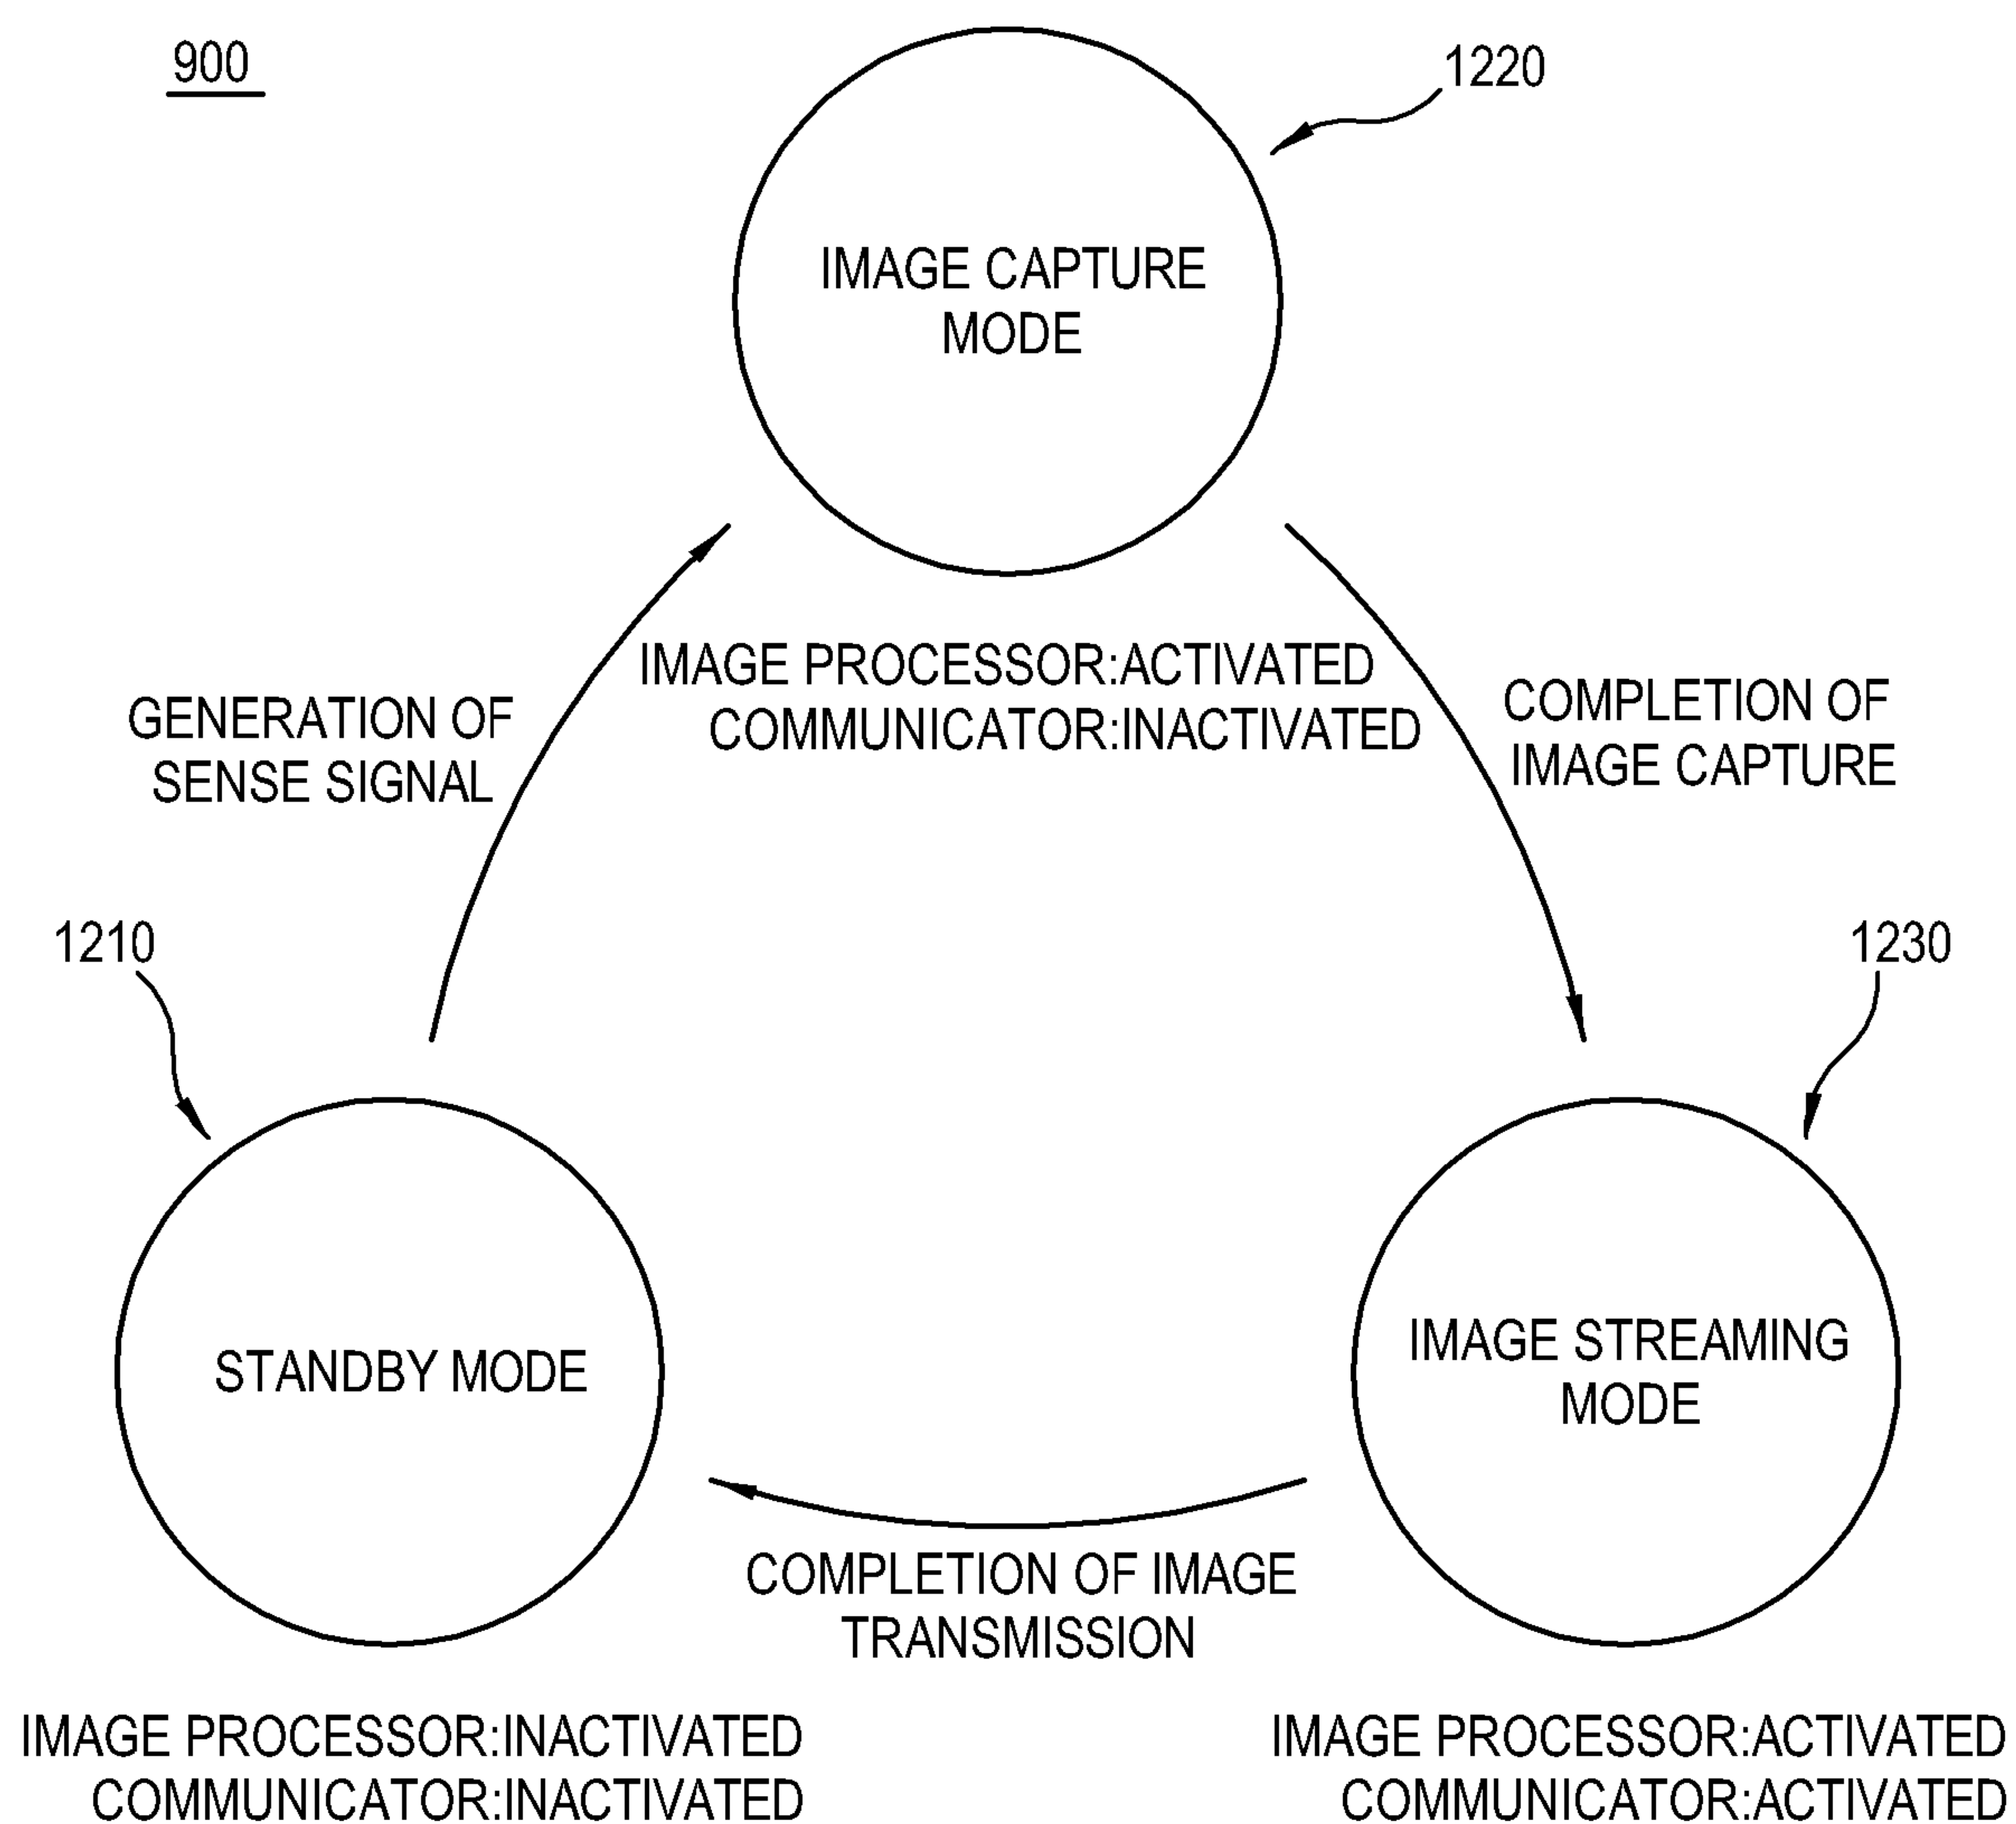 900
1220
IMAGE CAPTURE
MODE
IMAGE PROCESSOR:ACTIVATED
COMMUNICATOR:INACTIVATED
GENERATION OF
SENSE SIGNAL
COMPLETION OF
IMAGE CAPTURE
1210
1230
STANDBY MODE
IMAGE STREAMING
MODE
COMPLETION OF IMAGE
TRANSMISSION
IMAGE PROCESSOR:INACTIVATED
COMMUNICATOR:INACTIVATED
IMAGE PROCESSOR:ACTIVATED
COMMUNICATOR:ACTIVATED